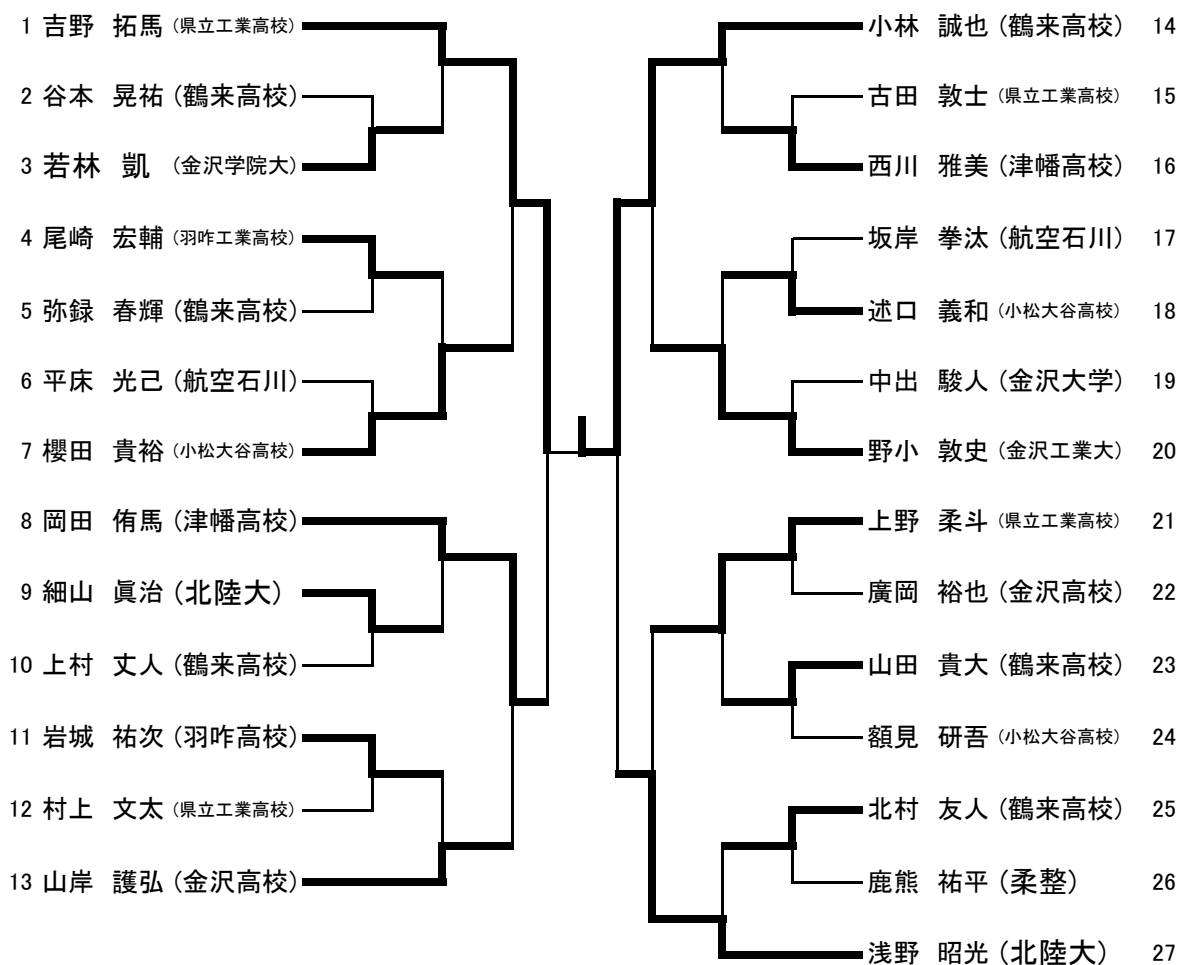 1 吉野 拓馬 (県立工業高校)
2 谷本 晃祐 (鶴来高校)
3 若林 凱 (金沢学院大)
4 尾崎 宏輔 (羽咋工業高校)
5 弥録 春輝 (鶴来高校)
6 平床 光己 (航空石川)
7 櫻田 貴裕 (小松大谷高校)
8 岡田 侑馬 (津幡高校)
9 細山 眞治 (北陸大)
10 上村 丈人 (鶴来高校)
11 岩城 祐次 (羽咋高校)
12 村上 文太 (県立工業高校)
13 山岸 護弘 (金沢高校)
小林 誠也 (鶴来高校) 14
古田 敦士 (県立工業高校) 15
西川 雅美 (津幡高校) 16
坂岸 拳汰 (航空石川) 17
述口 義和 (小松大谷高校) 18
中出 駿人 (金沢大学) 19
野小 敦史 (金沢工業大) 20
上野 柔斗 (県立工業高校) 21
廣岡 裕也 (金沢高校) 22
山田 貴大 (鶴来高校) 23
額見 研吾 (小松大谷高校) 24
北村 友人 (鶴来高校) 25
鹿熊 祐平 (柔整) 26
浅野 昭光 (北陸大) 27